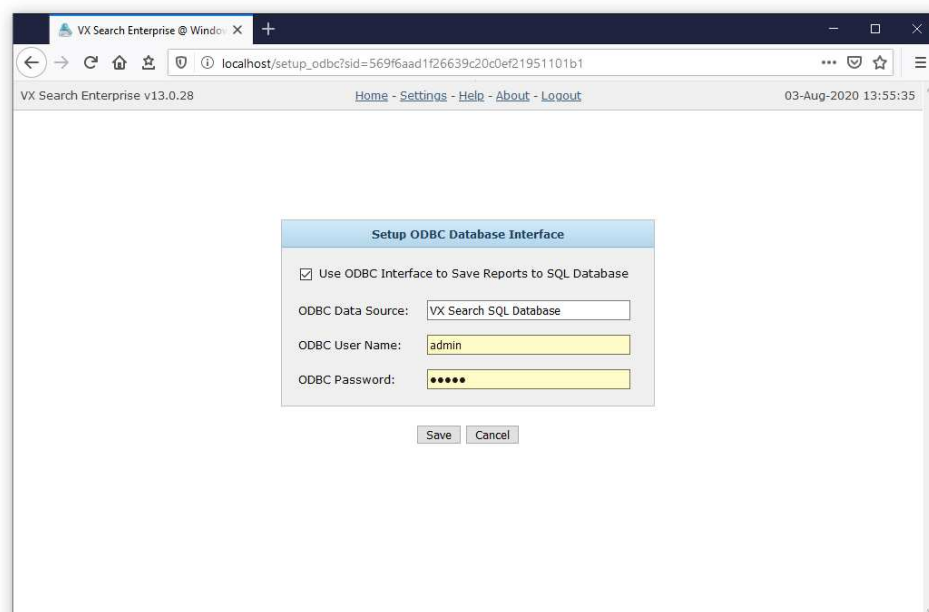 VX Search Enterprise @ Window
localhost/setup_odbc?sid=569f6aad1f26639c20c0ef21951101b1
VX Search Enterprise v13.0.28 Home - Settings - Help - About - Logout 03-Aug-2020 13:55:35
Setup ODBC Database Interface
Use ODBC Interface to Save Reports to SQL Database
ODBC Data Source: VX Search SQL Database
ODBC User Name: admin
ODBC Password: •••••
Save Cancel